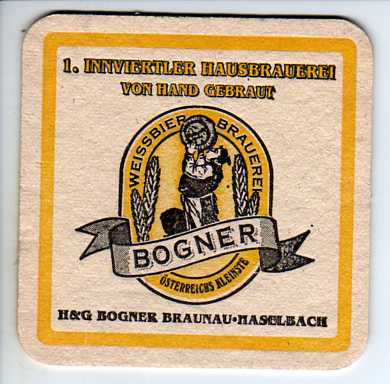 1. INNVIERTLER HAUSBRAUEREI
VON HAND GEBRAUT
WEISSBIER BRAUEREI
BOGNER
ÖSTERREICHS KLEINSTE
H&G BOGNER BRAUNAU•HASELBACH